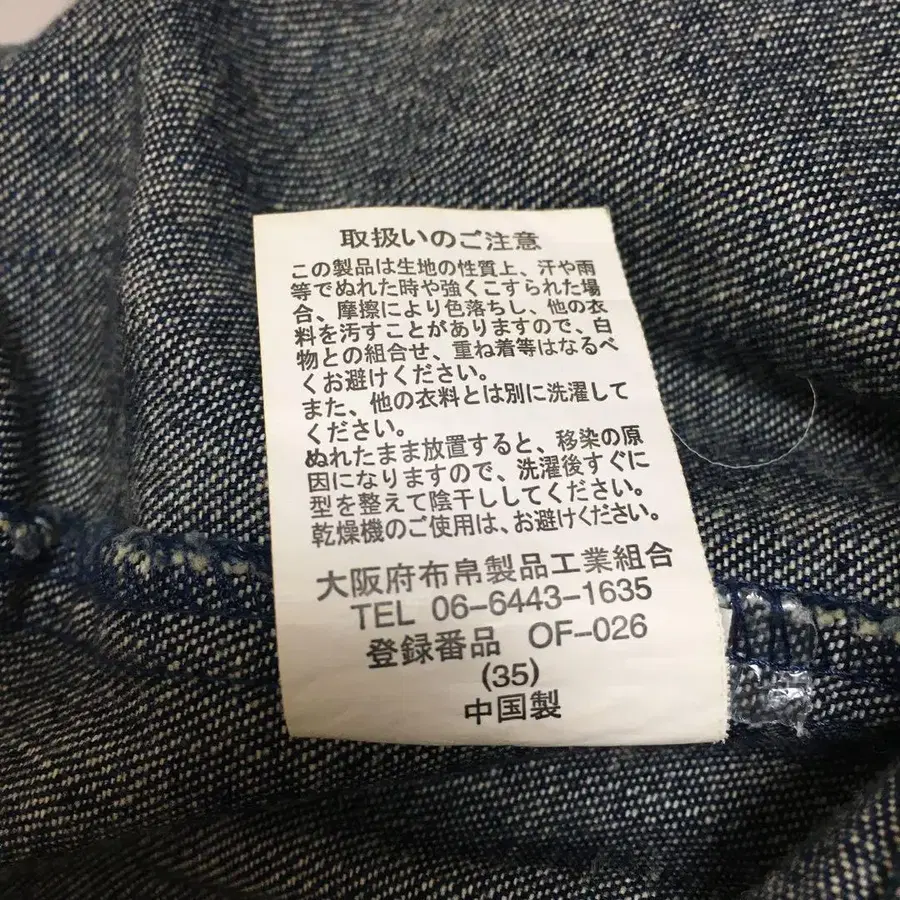 取扱いのご注意
この製品は生地の性質上、汗や雨
等でぬれた時や強くこすられた場
合、摩擦により色落ちし、他の衣
料を汚すことがありますので、白
物との組合せ、重ね着等はなるべ
くお避けください。
また、他の衣料とは別に洗濯して
ください。
ぬれたまま放置すると、移染の原
因になりますので、洗濯後すぐに
型を整えて陰干ししてください。
乾燥機のご使用は、お避けください。
大阪府布帛製品工業組合
TEL 06-6443-1635
登録番品 OF-026
(35)
中国製